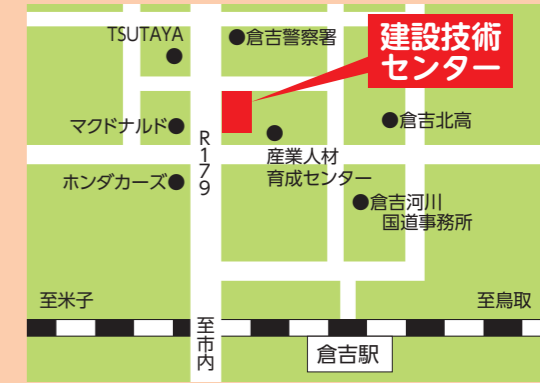 TSUTAYA
●倉吉警察署
建設技術
センター
マクドナルド●
R179
●倉吉北高
産業人材
育成センター
ホンダカーズ●
●倉吉河川
国道事務所
至米子
至鳥取
至市内
倉吉駅